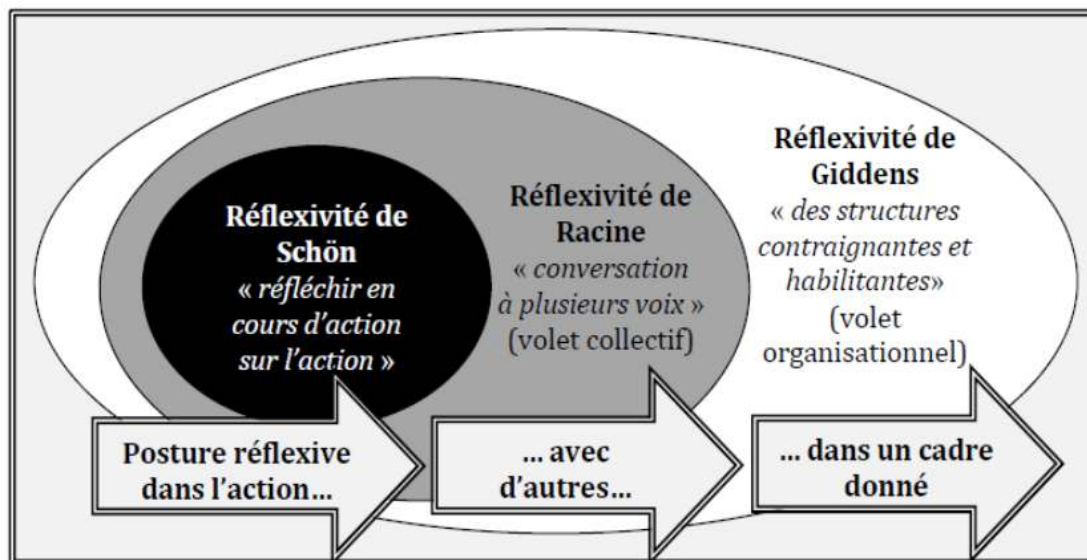 Réflexivité de
Schön
« réfléchir en
cours d’action
sur l’action »
Réflexivité de
Racine
« conversation
à plusieurs voix »
(volet collectif)
Réflexivité de
Giddens
« des structures
contraignantes et
habilitantes»
(volet
organisationnel)
Posture réflexive
dans l’action…
… avec
d’autres…
… dans un cadre
donné